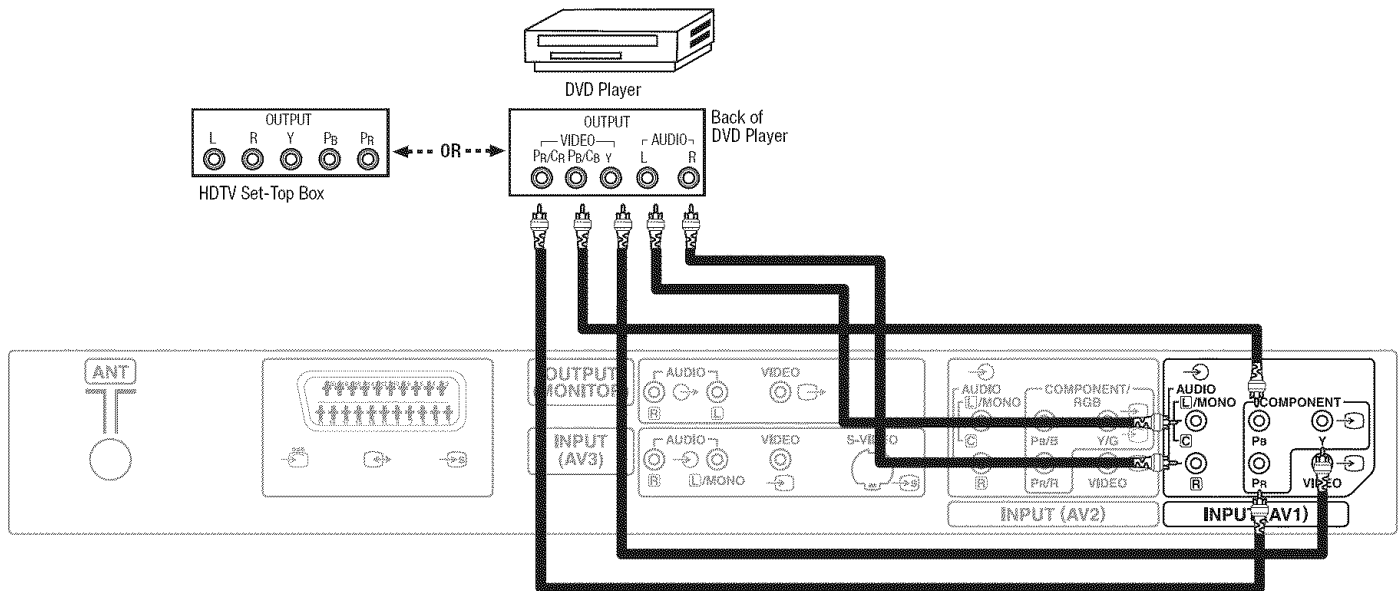 DVD Player
OUTPUT
L R Y PB PR
HDTV Set-Top Box
OR
OUTPUT
VIDEO AUDIO
PR/CR PB/CB Y L R
Back of
DVD Player
ANT
OUTPUT
MONITOR
AUDIO VIDEO
R L
INPUT
(AV3)
AUDIO VIDEO S-VIDEO
R L/MONO
S
S
AUDIO COMPONENT/
L/MONO RGB
C PB/B Y/G
R PR/R VIDEO
INPUT (AV2)
AUDIO
L/MONO COMPONENT
C PB Y
R PR VIDEO
INPUT (AV1)